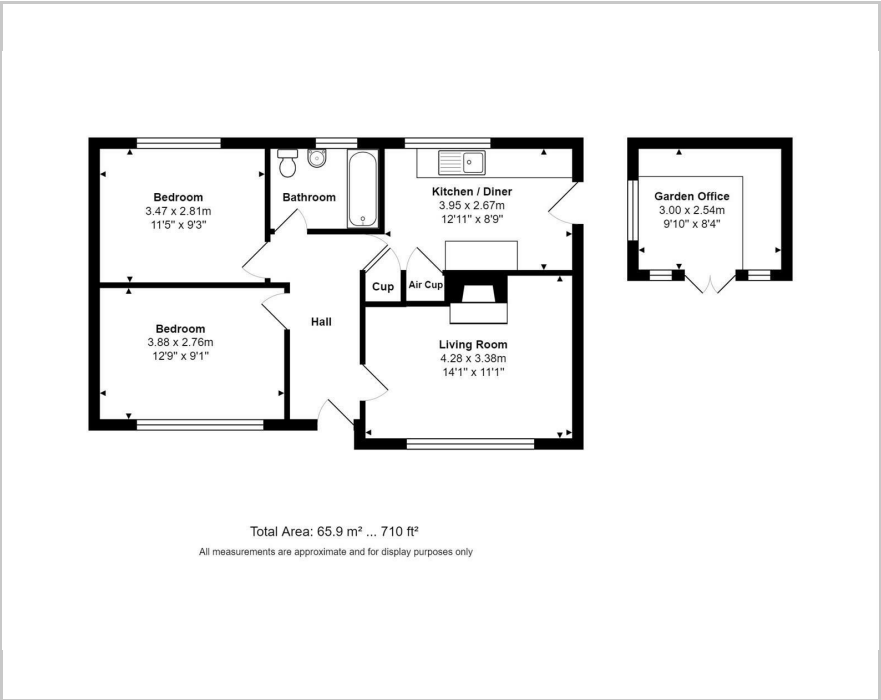 Bedroom
3.47 x 2.81m
11'5" x 9'3"
Bathroom
Kitchen / Diner
3.95 x 2.67m
12'11" x 8'9"
Garden Office
3.00 x 2.54m
9'10" x 8'4"
Cup
Air Cup
Bedroom
3.88 x 2.76m
12'9" x 9'1"
Hall
Living Room
4.28 x 3.38m
14'1" x 11'1"
Total Area: 65.9 m² ... 710 ft²
All measurements are approximate and for display purposes only